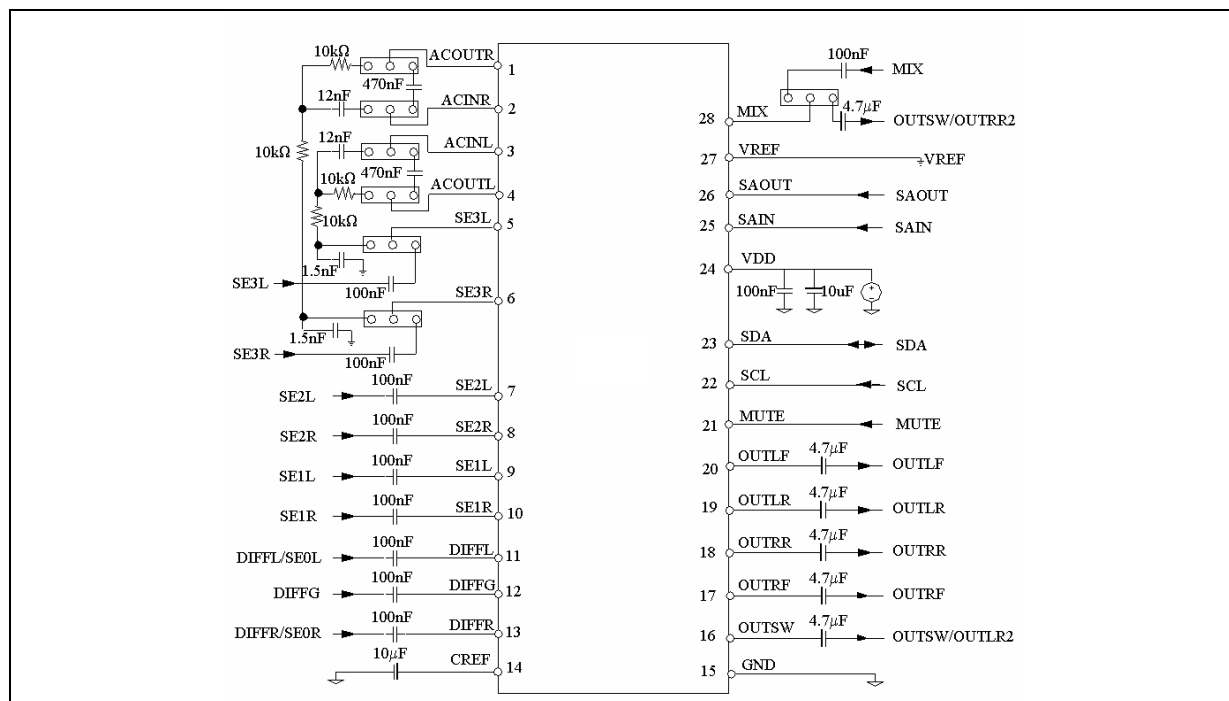 10kΩ
ACOUTR
1
470nF
12nF
ACINR
2
12nF
ACINL
3
10kΩ
470nF
10kΩ
ACOUTL
4
10kΩ
SE3L
5
1.5nF
SE3L
100nF
SE3R
6
1.5nF
SE3R
100nF
SE2L
100nF
SE2L
7
SE2R
100nF
SE2R
8
SE1L
100nF
SE1L
9
SE1R
100nF
SE1R
10
DIFFL/SE0L
100nF
DIFFL
11
DIFFG
100nF
DIFFG
12
DIFFR/SE0R
100nF
DIFFR
13
10μF
CREF
14
100nF
MIX
28
MIX
4.7μF
OUTSW/OUTRR2
27
VREF
VREF
26
SAOUT
SAOUT
25
SAIN
SAIN
24
VDD
100nF
10uF
23
SDA
SDA
22
SCL
SCL
21
MUTE
MUTE
20
OUTLF
4.7μF
OUTLF
19
OUTLR
4.7μF
OUTLR
18
OUTRR
4.7μF
OUTRR
17
OUTRF
4.7μF
OUTRF
16
OUTSW
4.7μF
OUTSW/OUTLR2
15
GND